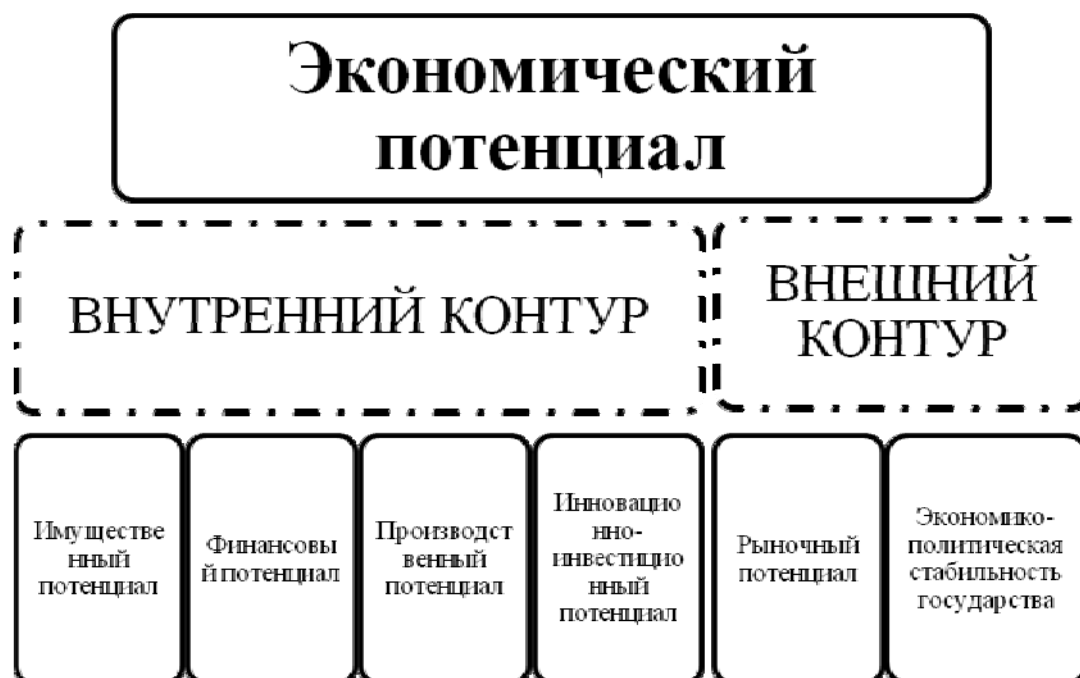 Экономический
потенциал
ВНУТРЕННИЙ КОНТУР
ВНЕШНИЙ
КОНТУР
Имуществе
нный
потенциал
Финансовы
й потенциал
Производст
венный
потенциал
Инновацио
нно-
инвестицио
нный
потенциал
Рыночный
потенциал
Экономико-
политическая
стабильность
государства